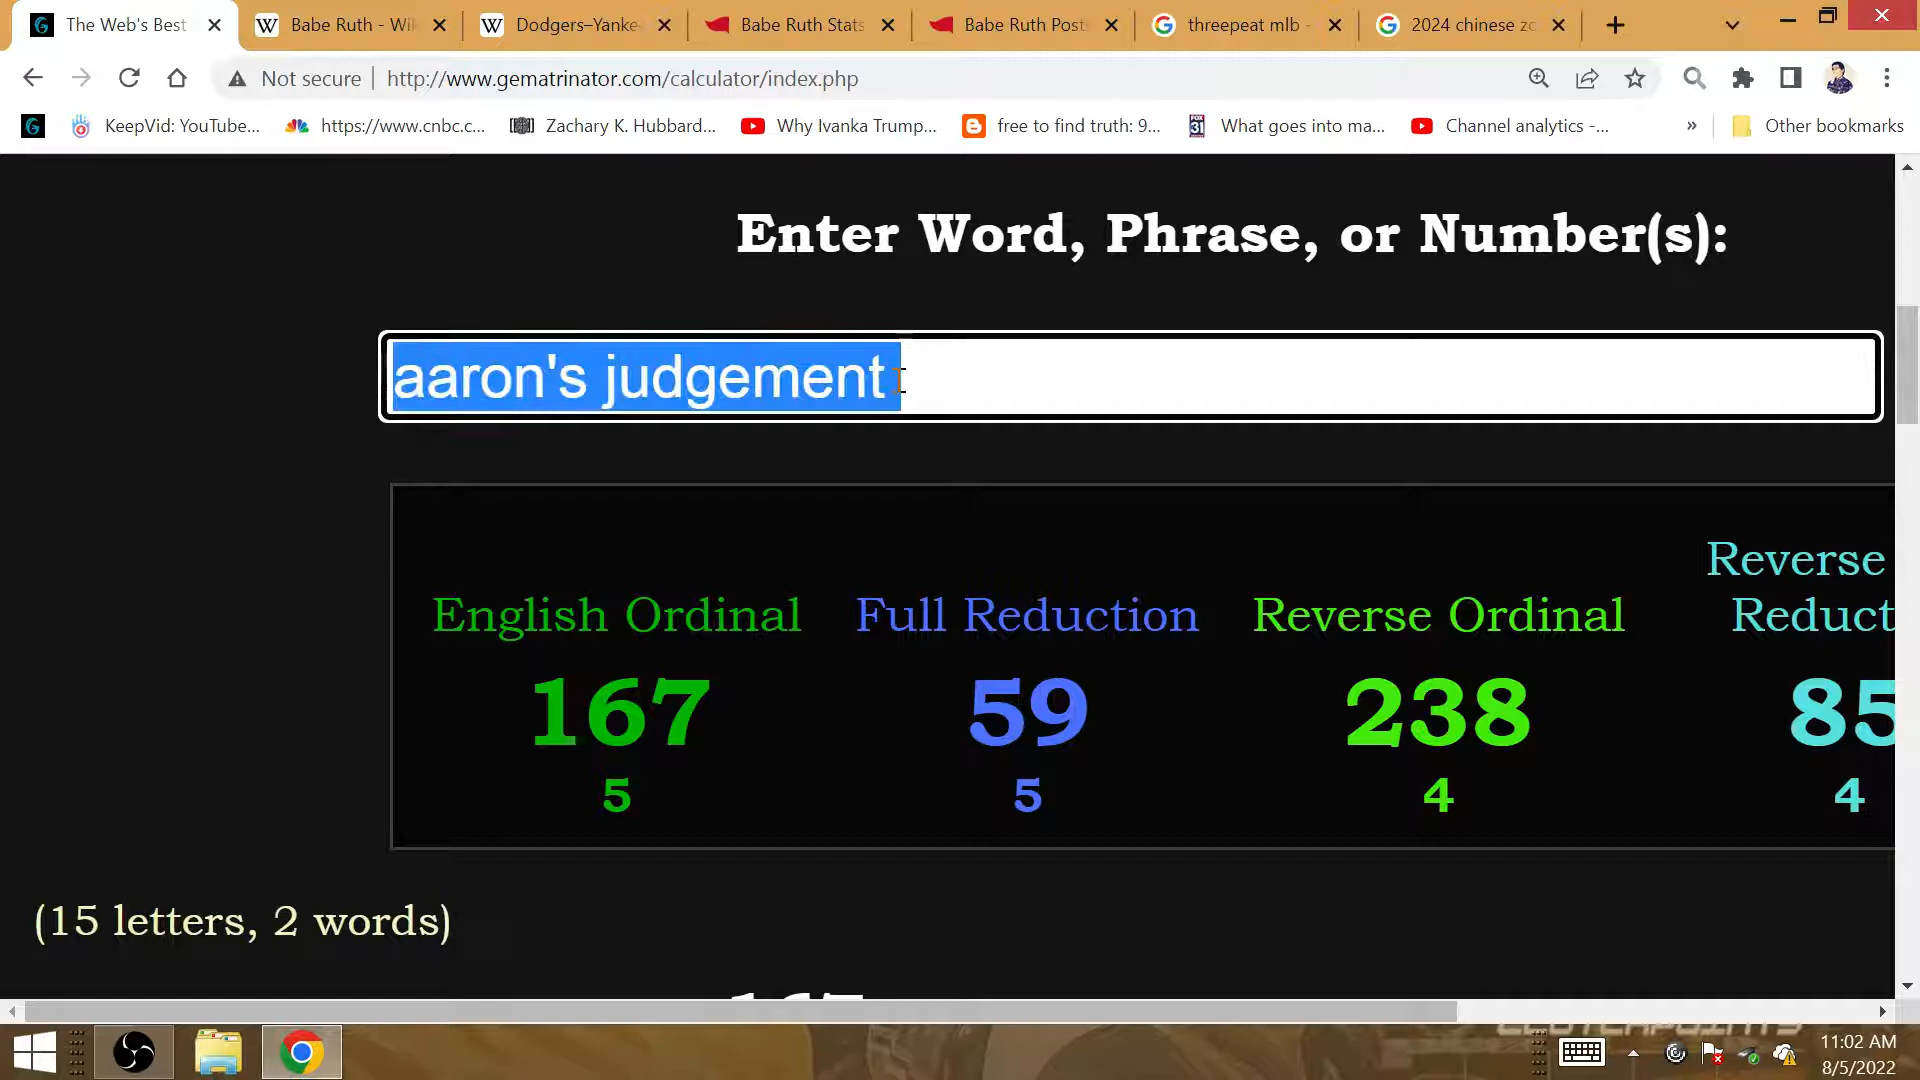 The Web's Best
Babe Ruth - Wik
Dodgers–Yanke
Babe Ruth Stats
Babe Ruth Posts
threepeat mlb -
2024 chinese zo
Not secure
http://www.gematrinator.com/calculator/index.php
KeepVid: YouTube...
https://www.cnbc.c...
Zachary K. Hubbard...
Why Ivanka Trump...
free to find truth: 9...
What goes into ma...
Channel analytics -...
»
Other bookmarks
Enter Word, Phrase, or Number(s):
aaron's judgement
English Ordinal
Full Reduction
Reverse Ordinal
Reverse
Reduct
167
59
238
85
5
5
4
4
(15 letters, 2 words)
11:02 AM
8/5/2022